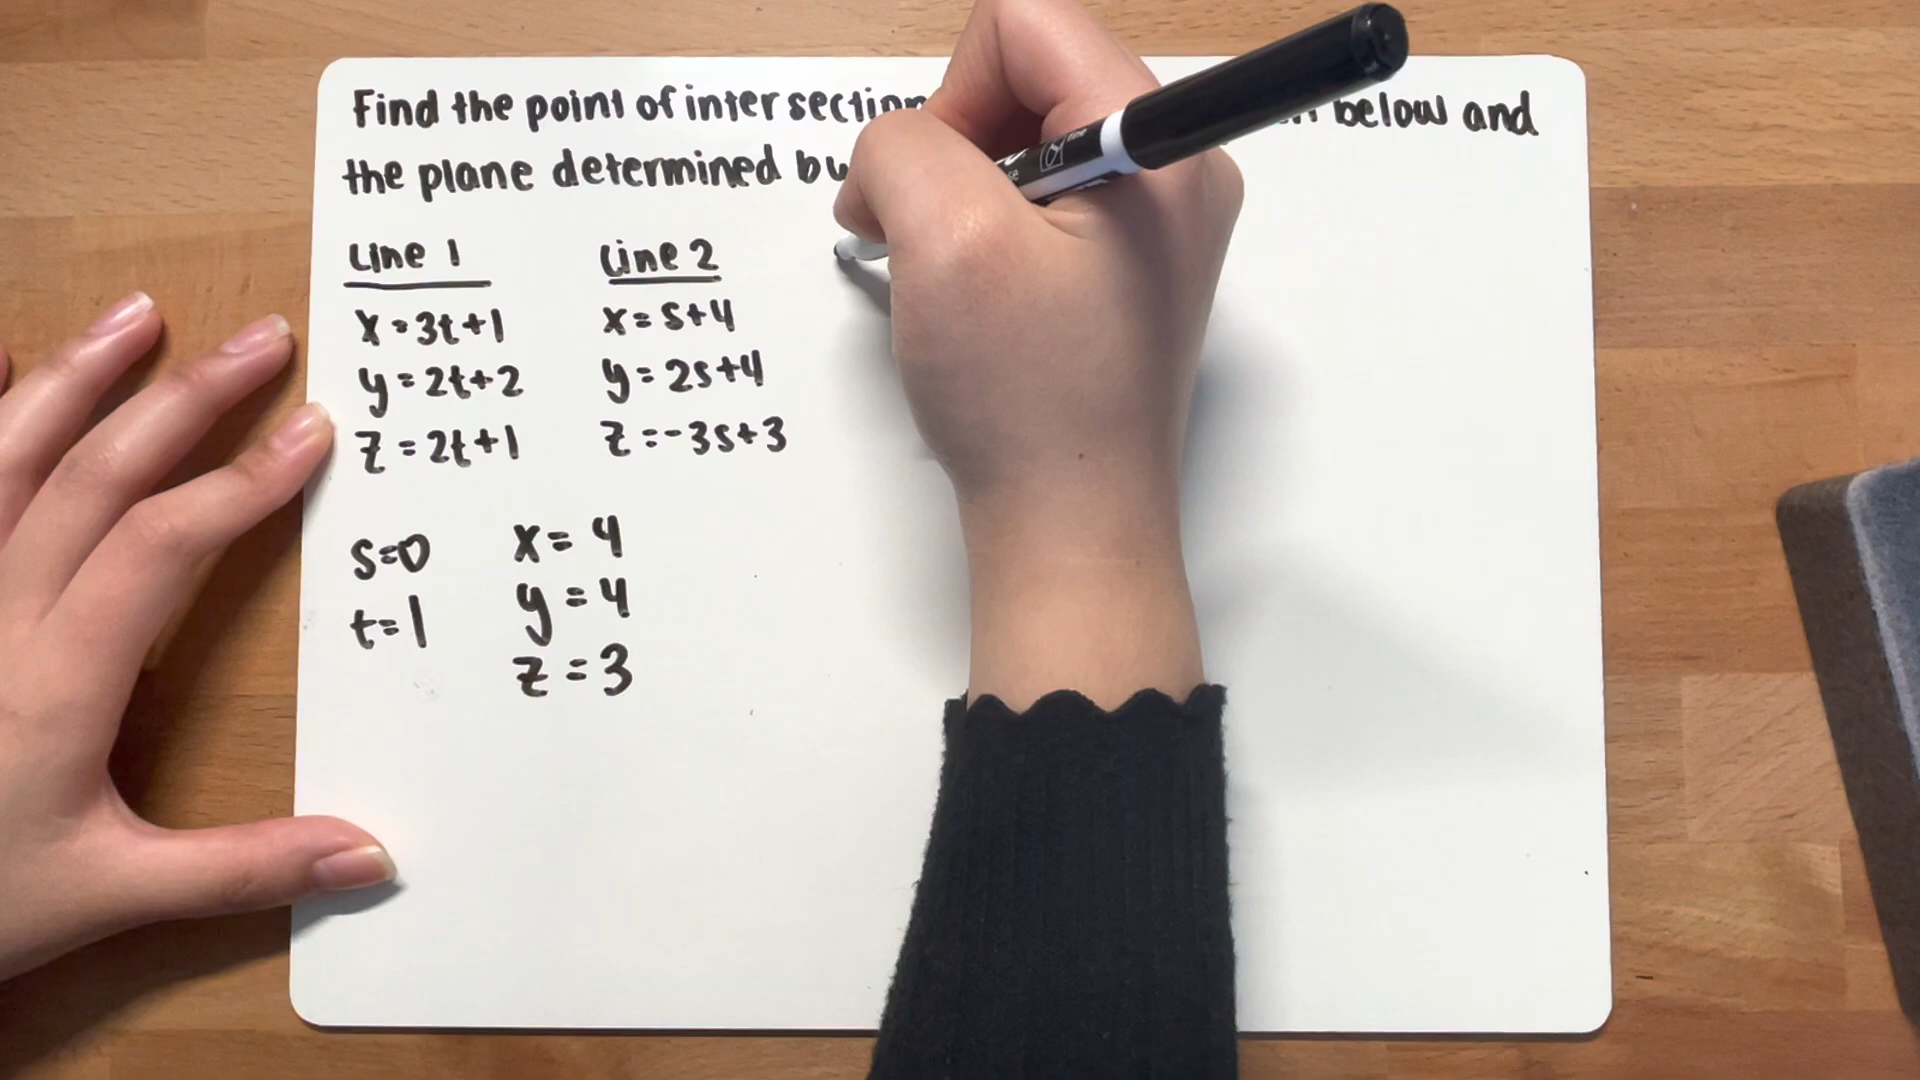 Find the point of intersection below and
the plane determined
Line 1
x=3t+1
y=2t+2
z=2t+1
Line 2
x=s+4
y=2s+4
z=-3s+3
s=0
t=1
x=4
y=4
z=3